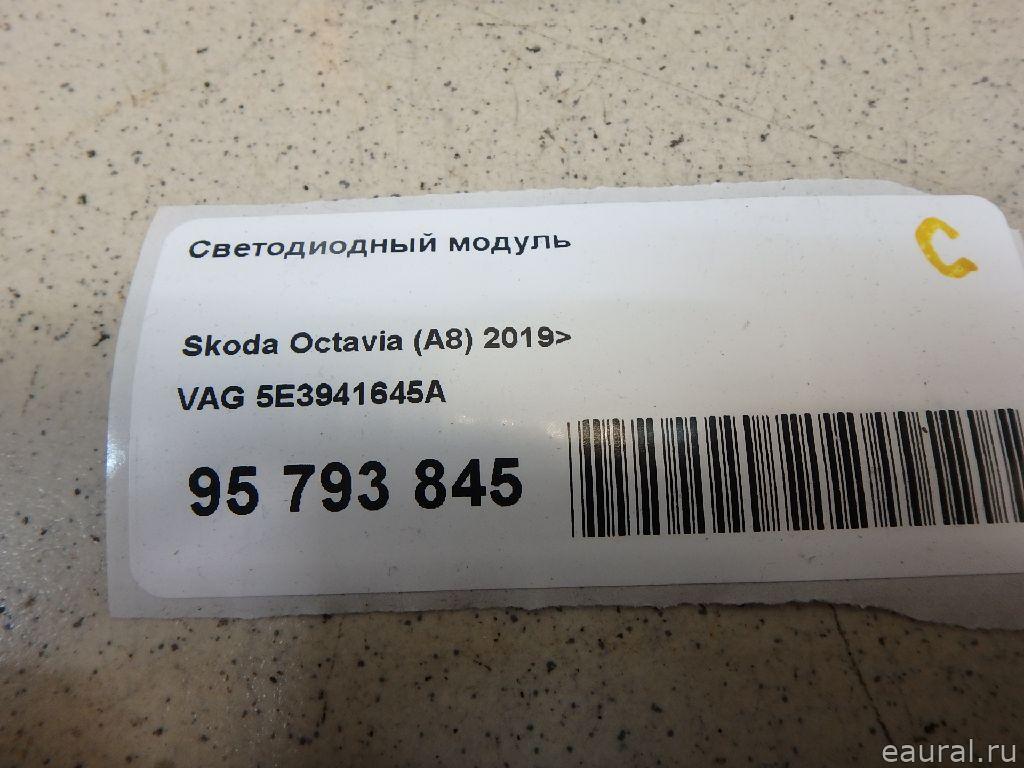 Светодиодный модуль
С
Skoda Octavia (A8) 2019>
VAG 5E3941645A
95 793 845
eaural.ru